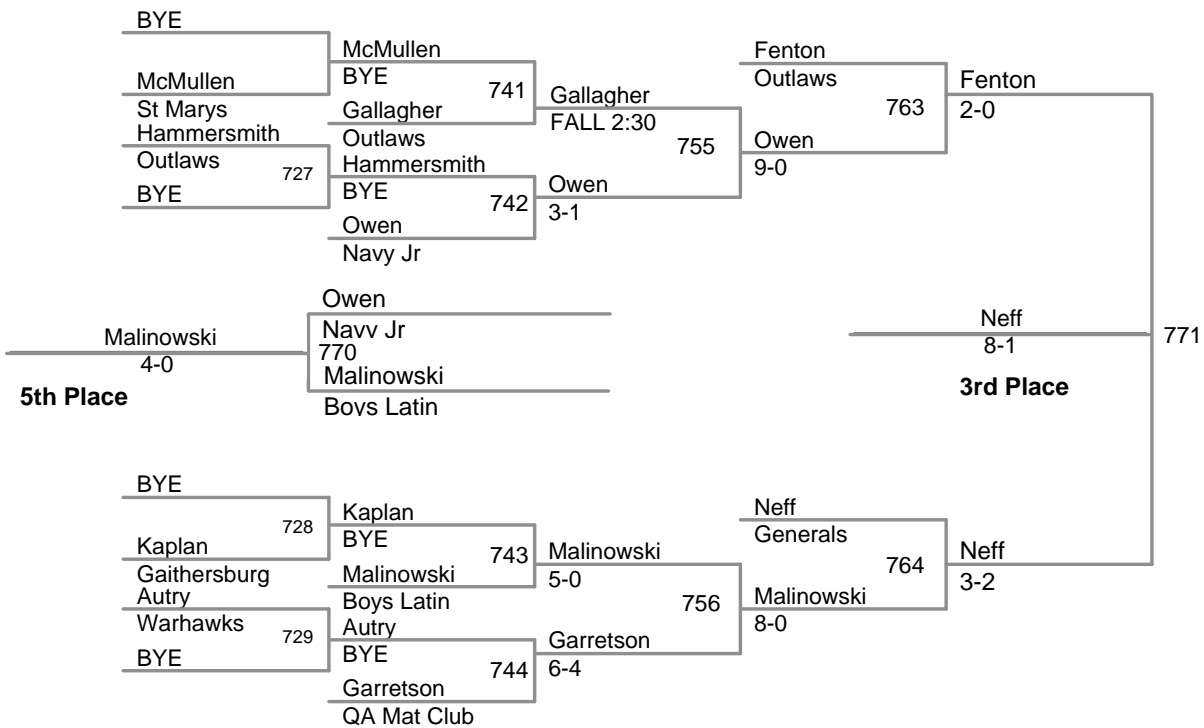 BYE
McMullen
St Marys
Hammersmith
Outlaws
727
BYE
McMullen
BYE
741
Gallagher
Outlaws
Hammersmith
BYE
742
Owen
Navy Jr
Gallagher
FALL 2:30
755
Owen
3-1
Fenton
Outlaws
763
Owen
9-0
Fenton
2-0
Owen
Navv Jr
Malinowski
4-0
770
Malinowski
Bovs Latin
5th Place
Neff
8-1
771
3rd Place
BYE
728
Kaplan
Gaithersburg
Autry
Warhawks
729
BYE
Kaplan
BYE
743
Malinowski
Boys Latin
Autry
BYE
744
Garretson
QA Mat Club
Malinowski
5-0
756
Garretson
6-4
Neff
Generals
764
Malinowski
8-0
Neff
3-2